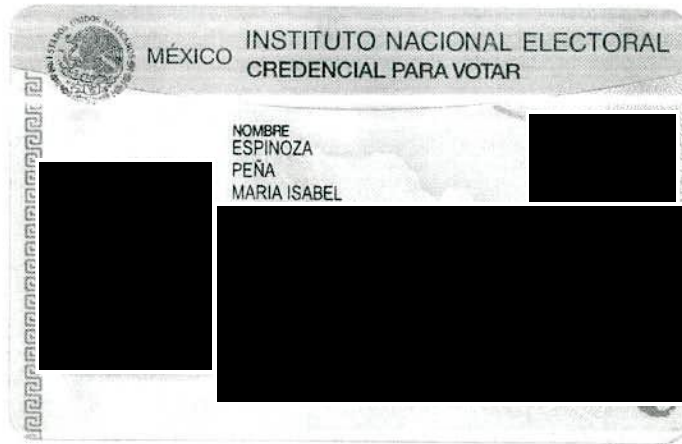 MÉXICO
INSTITUTO NACIONAL ELECTORAL
CREDENCIAL PARA VOTAR
NOMBRE
ESPINOZA
PEÑA
MARIA ISABEL